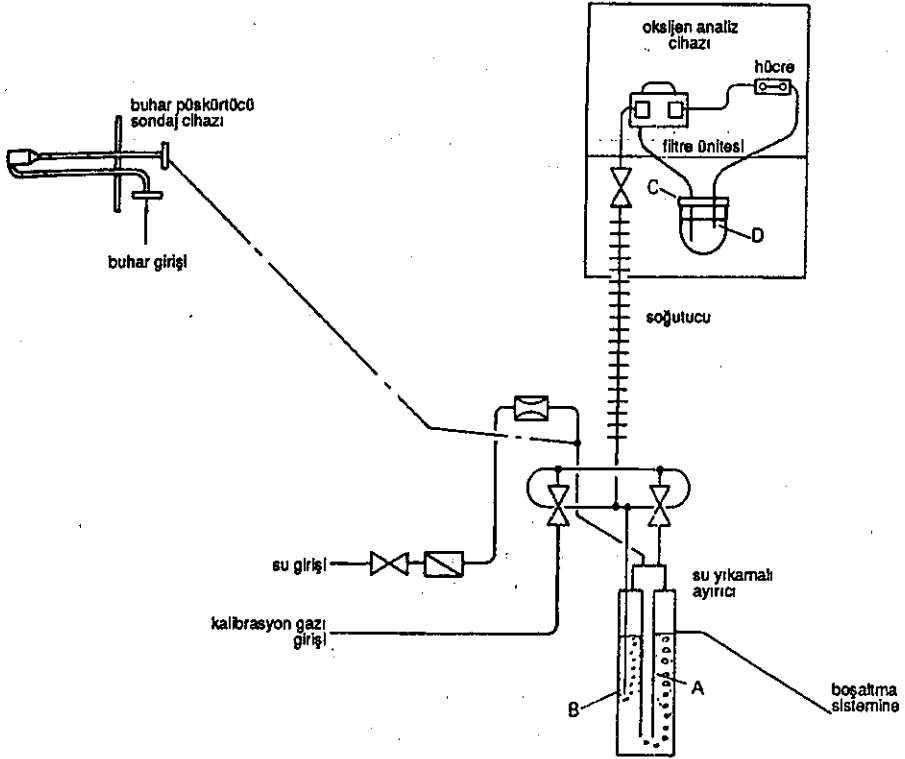 oksijen analiz
cihazı
hücre
filtre ünitesi
C
D
buhar püskürtücü
sondaj cihazı
buhar girişi
soğutucu
su girişi
kalibrasyon gazı
girişi
su yıkamalı
ayırıcı
A
B
boşaltma
sistemine